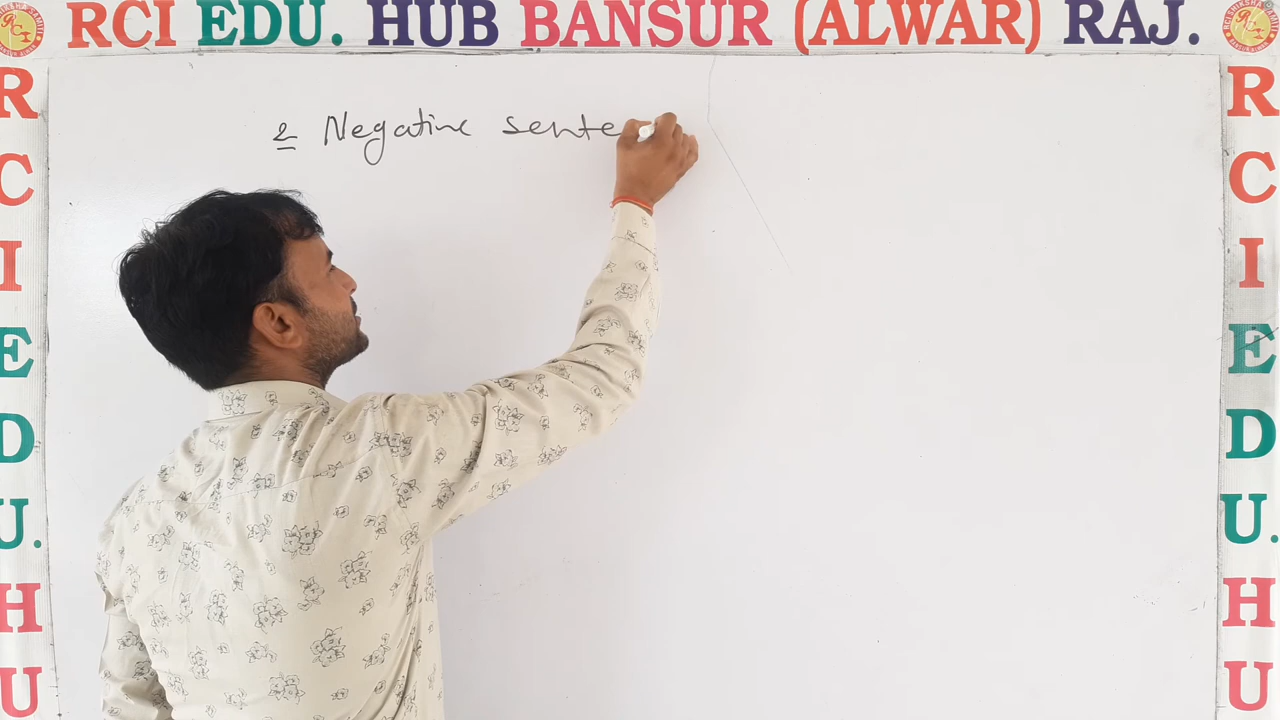 RCI EDU. HUB BANSUR (ALWAR) RAJ.
2 Negative sente
R
C
I
E
D
U.
H
U
R
C
I
E
D
U.
H
U